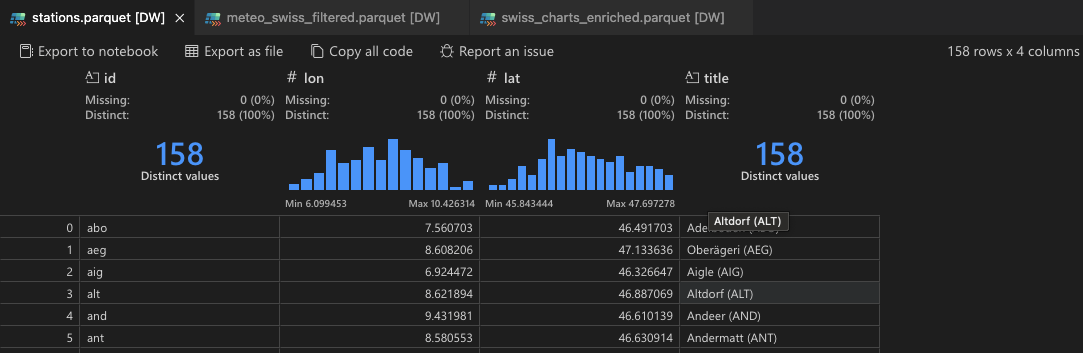 stations.parquet [DW] meteo_swiss_filtered.parquet [DW] swiss_charts_enriched.parquet [DW]
Export to notebook Export as file Copy all code Report an issue 158 rows x 4 columns
id # lon # lat title
Missing: 0 (0%) Missing: 0 (0%) Missing: 0 (0%) Missing: 0 (0%)
Distinct: 158 (100%) Distinct: 158 (100%) Distinct: 158 (100%) Distinct: 158 (100%)
158 158
Distinct values Distinct values
Min 6.099453 Max 10.426314 Min 45.843444 Max 47.697278
Altdorf (ALT)
0 abo 7.560703 46.491703
1 aeg 8.608206 47.133636 Oberägeri (AEG)
2 aig 6.924472 46.326647 Aigle (AIG)
3 alt 8.621894 46.887069 Altdorf (ALT)
4 and 9.431981 46.610139 Andeer (AND)
5 ant 8.580553 46.630914 Andermatt (ANT)